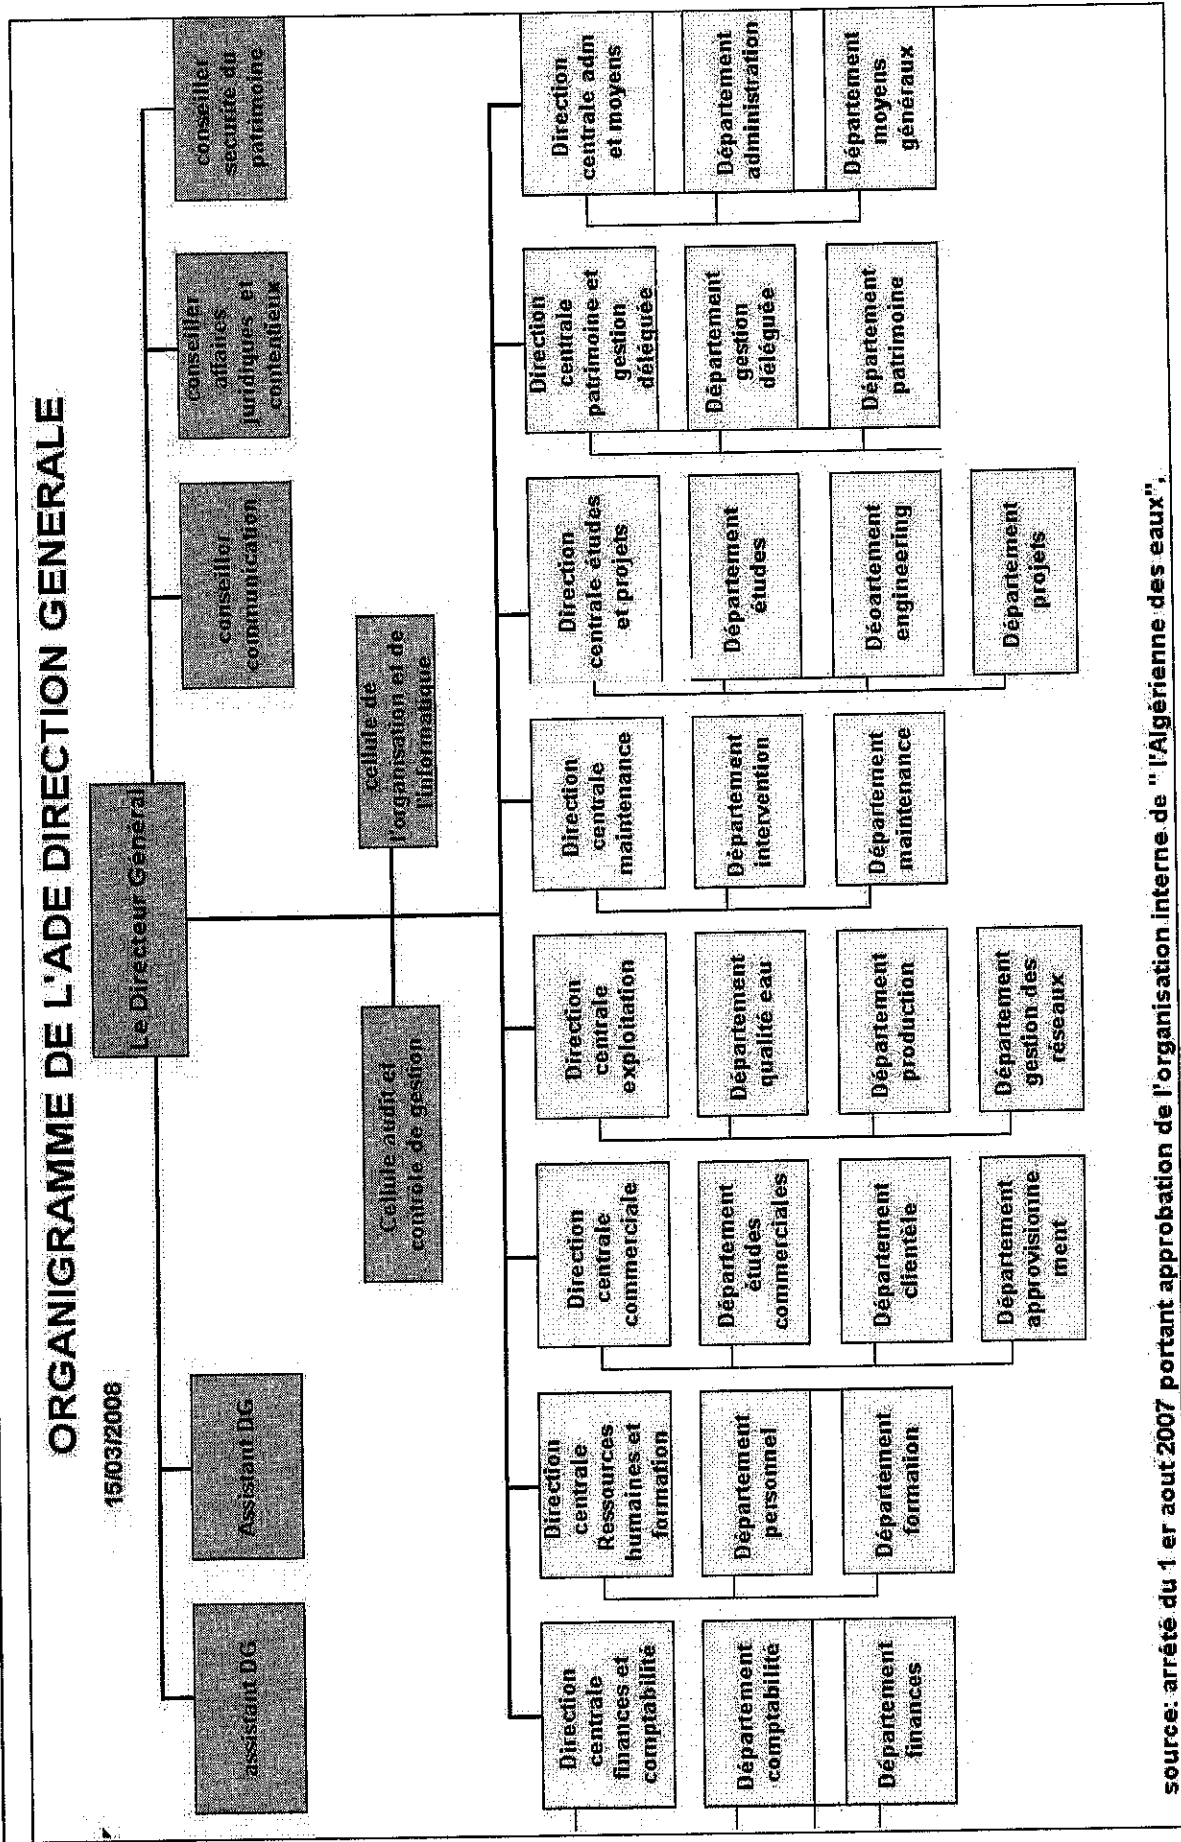 ORGANIGRAMME DE L'ADE DIRECTION GENERALE
15/03/2008
Le Directeur Général
assistant DG
Assistant DG
conseiller
communication
conseiller
affaires
juridiques et
contentieux
conseiller
securite du
patrimoine
Cellule audit et
contrôle de gestion
cellule de
l'organisation et de
l'informatique
Direction
centrale
finances et
comptabilité
Département
comptabilité
Département
finances
Direction
centrale
Ressources
humaines et
formation
Département
personnel
Département
formation
Direction
centrale
commerciale
Département
études
commerciales
Département
clientèle
Département
approvisionne
ment
Direction
centrale
exploitation
Département
qualité eau
Département
production
Département
gestion des
réseaux
Direction
centrale
maintenance
Département
intervention
Département
maintenance
Direction
centrale études
et projets
Département
études
Déoartement
engineering
Département
projets
Direction
centrale
patrimoine et
gestion
déléquée
Département
gestion
déléguée
Département
patrimoine
Direction
centrale adm
et moyens
Département
administration
Département
moyens
généraux
source: arrété du 1 er aout 2007 portant approbation de l'organisation interne de " l'Algérienne des eaux",